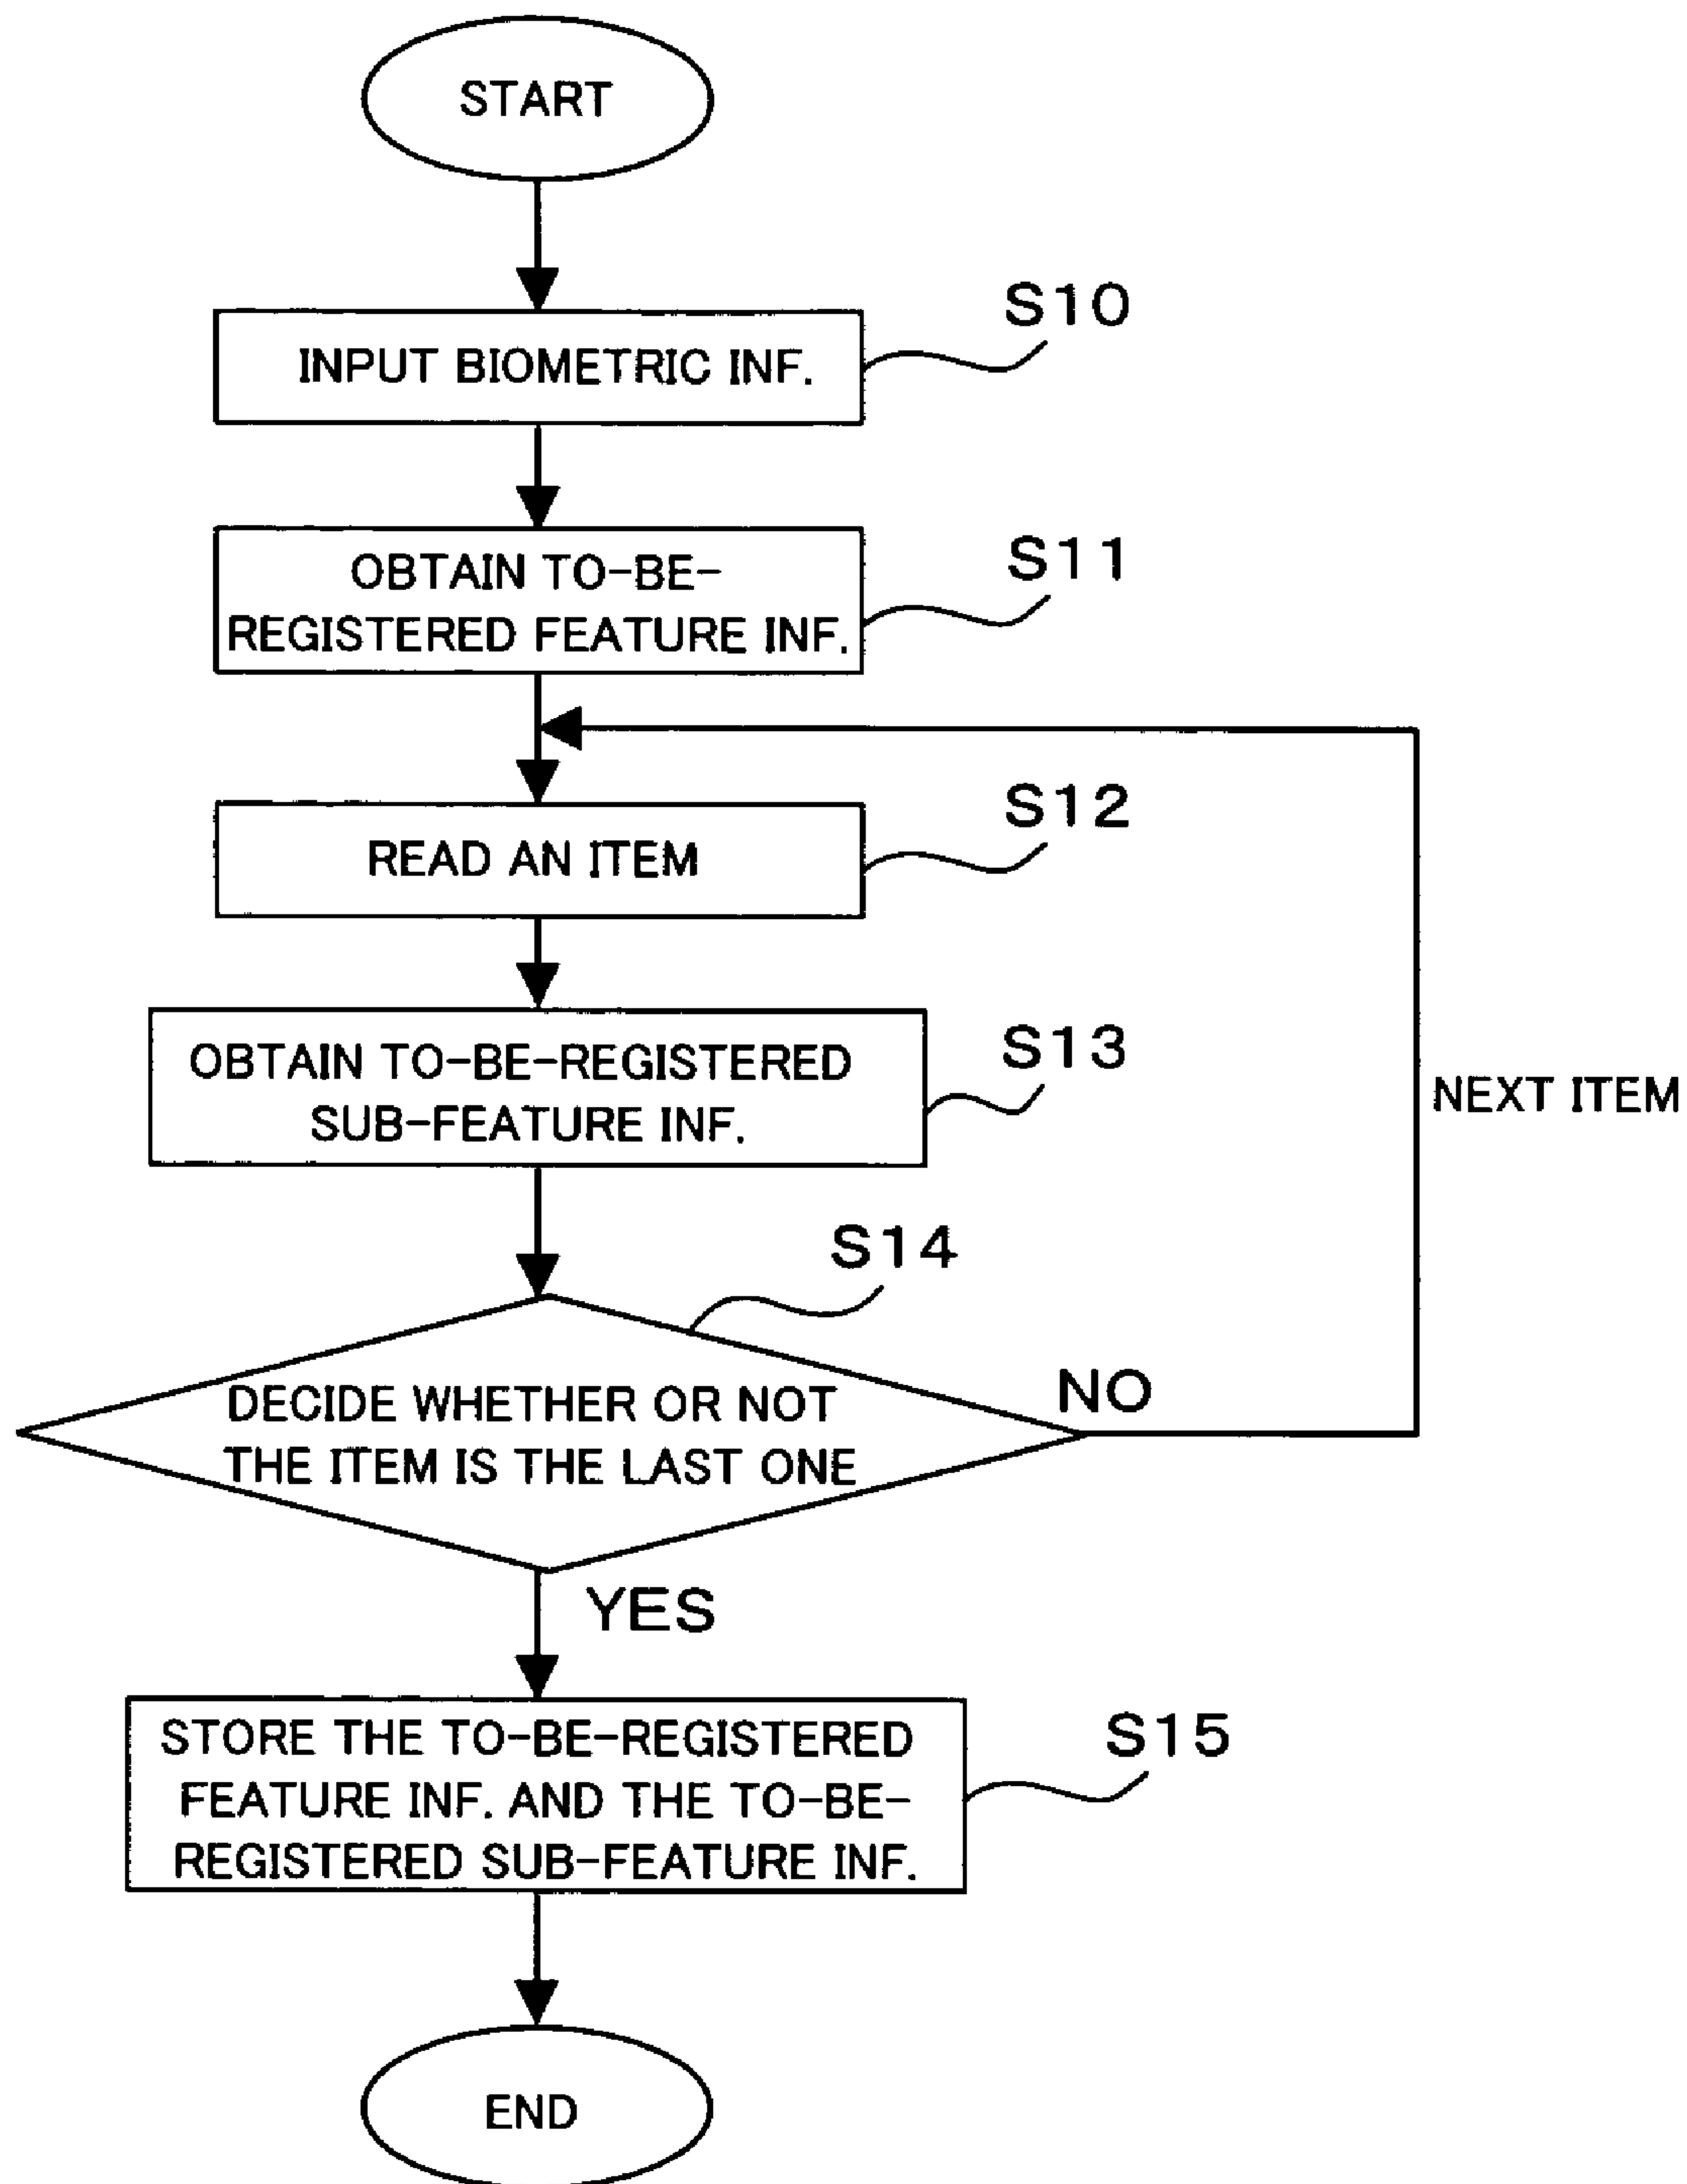 START
S10
INPUT BIOMETRIC INF.
S11
OBTAIN TO-BE-
REGISTERED FEATURE INF.
S12
READ AN ITEM
S13
OBTAIN TO-BE-REGISTERED
SUB-FEATURE INF.
NEXT ITEM
S14
DECIDE WHETHER OR NOT
THE ITEM IS THE LAST ONE
NO
YES
S15
STORE THE TO-BE-REGISTERED
FEATURE INF. AND THE TO-BE-
REGISTERED SUB-FEATURE INF.
END